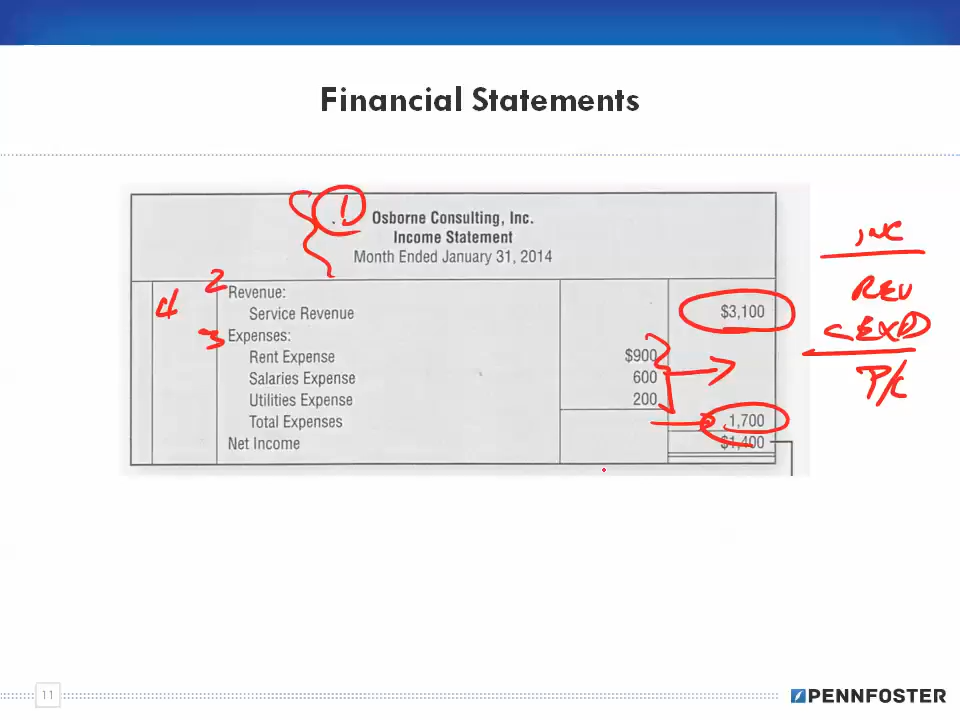 Financial Statements
1
Osborne Consulting, Inc.
Income Statement
Month Ended January 31, 2014
INC
2
Revenue:
4
Service Revenue
$3,100
REV
3
Expenses:
<EXP>
Rent Expense
$900
Salaries Expense
600
P/L
Utilities Expense
200
Total Expenses
1,700
Net Income
$1,400
11
PENNFOSTER